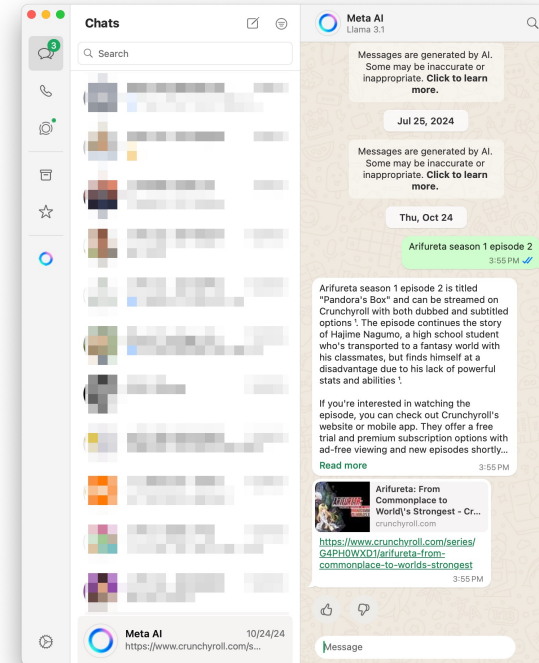 Chats
3
Search
Meta AI
10/24/24
https://www.crunchyroll.com/s...
Meta AI
Llama 3.1
Messages are generated by AI.
Some may be inaccurate or
inappropriate. Click to learn
more.
Jul 25, 2024
Messages are generated by AI.
Some may be inaccurate or
inappropriate. Click to learn
more.
Thu, Oct 24
Arifureta season 1 episode 2
3:55 PM
Arifureta season 1 episode 2 is titled
"Pandora's Box" and can be streamed on
Crunchyroll with both dubbed and subtitled
options ¹. The episode continues the story
of Hajime Nagumo, a high school student
who's transported to a fantasy world with
his classmates, but finds himself at a
disadvantage due to his lack of powerful
stats and abilities ¹.
If you're interested in watching the
episode, you can check out Crunchyroll's
website or mobile app. They offer a free
trial and premium subscription options with
ad-free viewing and new episodes shortly...
Read more
3:55 PM
Arifureta: From
Commonplace to
World\'s Strongest - Cr...
crunchyroll.com
https://www.crunchyroll.com/series/
G4PH0WXD1/arifureta-from-
commonplace-to-worlds-strongest
3:55 PM
Message